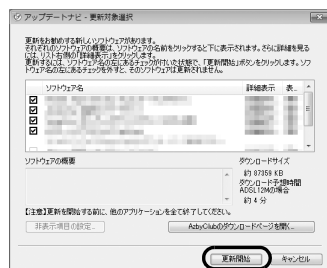 アップデートナビ - 更新対象選択
更新をお勧めする新しいソフトウェアがあります。
それぞれのソフトウェアの概要は、ソフトウェアの名前をクリックすると下に表示されます。さらに詳細を見る
には、リスト右側の「詳細表示」をクリックします。
更新するには、ソフトウェア名の左にあるチェックが付いた状態で、「更新開始」ボタンをクリックします。ソフ
トウェア名の左にあるチェックを外すと、そのソフトウェアは更新されません。
ソフトウェア名 詳細表示 表...
ソフトウェアの概要 ダウンロードサイズ
約 87359 KB
ダウンロード予想時間
ADSL12Mの場合
約 4 分
【注意】更新を開始する前に、他のアプリケーションを全て終了してください。
非表示項目の設定... AzbyClubのダウンロードページを開く...
更新開始 キャンセル